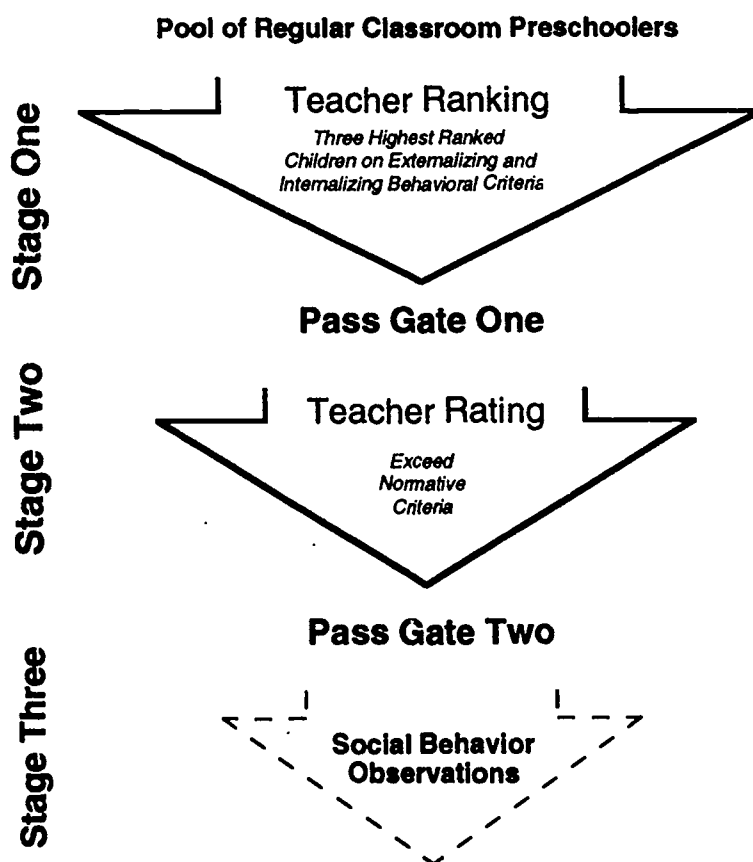 Pool of Regular Classroom Preschoolers
Stage One
Teacher Ranking
Three Highest Ranked
Children on Externalizing and
Internalizing Behavioral Criteria
Pass Gate One
Stage Two
Teacher Rating
Exceed
Normative
Criteria
Pass Gate Two
Stage Three
Social Behavior
Observations